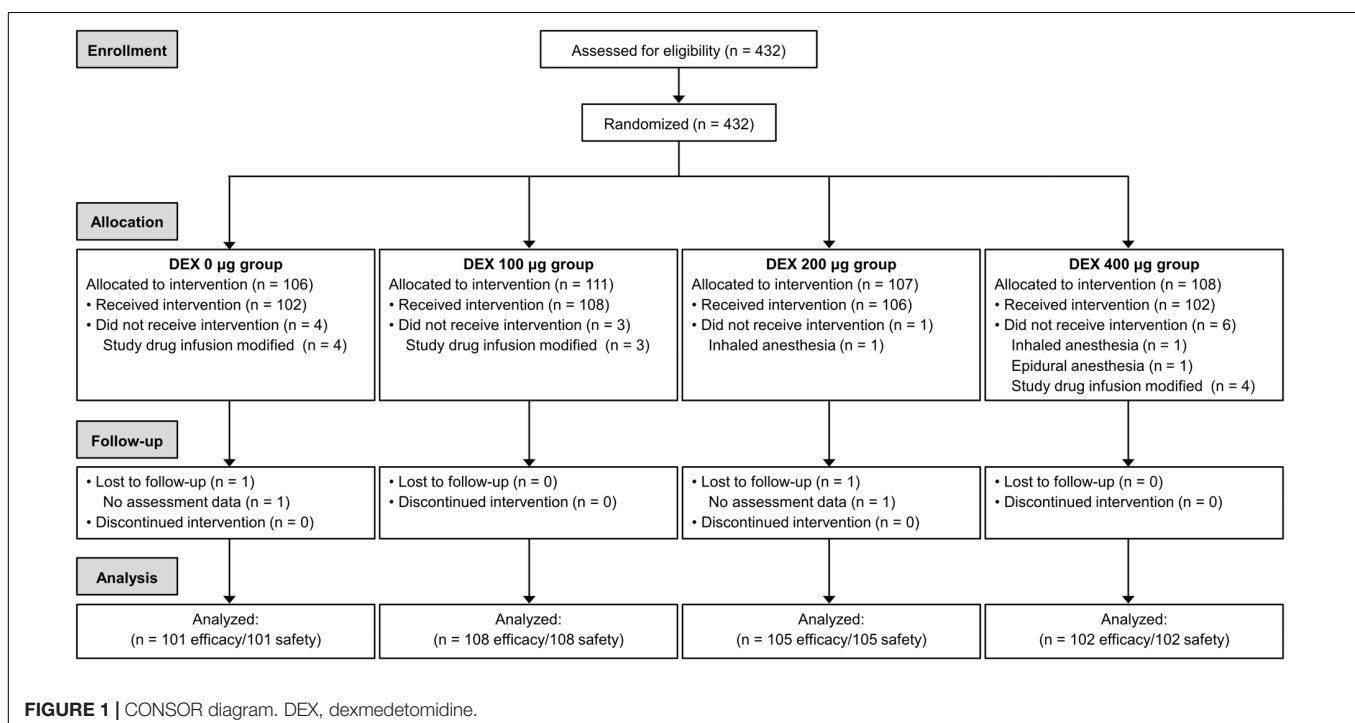 Enrollment
Assessed for eligibility (n = 432)
Randomized (n = 432)
Allocation
DEX 0 µg group
Allocated to intervention (n = 106)
• Received intervention (n = 102)
• Did not receive intervention (n = 4)
Study drug infusion modified (n = 4)
DEX 100 µg group
Allocated to intervention (n = 111)
• Received intervention (n = 108)
• Did not receive intervention (n = 3)
Study drug infusion modified (n = 3)
DEX 200 µg group
Allocated to intervention (n = 107)
• Received intervention (n = 106)
• Did not receive intervention (n = 1)
Inhaled anesthesia (n = 1)
DEX 400 µg group
Allocated to intervention (n = 108)
• Received intervention (n = 102)
• Did not receive intervention (n = 6)
Inhaled anesthesia (n = 1)
Epidural anesthesia (n = 1)
Study drug infusion modified (n = 4)
Follow-up
• Lost to follow-up (n = 1)
No assessment data (n = 1)
• Discontinued intervention (n = 0)
• Lost to follow-up (n = 0)
• Discontinued intervention (n = 0)
• Lost to follow-up (n = 1)
No assessment data (n = 1)
• Discontinued intervention (n = 0)
• Lost to follow-up (n = 0)
• Discontinued intervention (n = 0)
Analysis
Analyzed:
(n = 101 efficacy/101 safety)
Analyzed:
(n = 108 efficacy/108 safety)
Analyzed:
(n = 105 efficacy/105 safety)
Analyzed:
(n = 102 efficacy/102 safety)
FIGURE 1 | CONSOR diagram. DEX, dexmedetomidine.